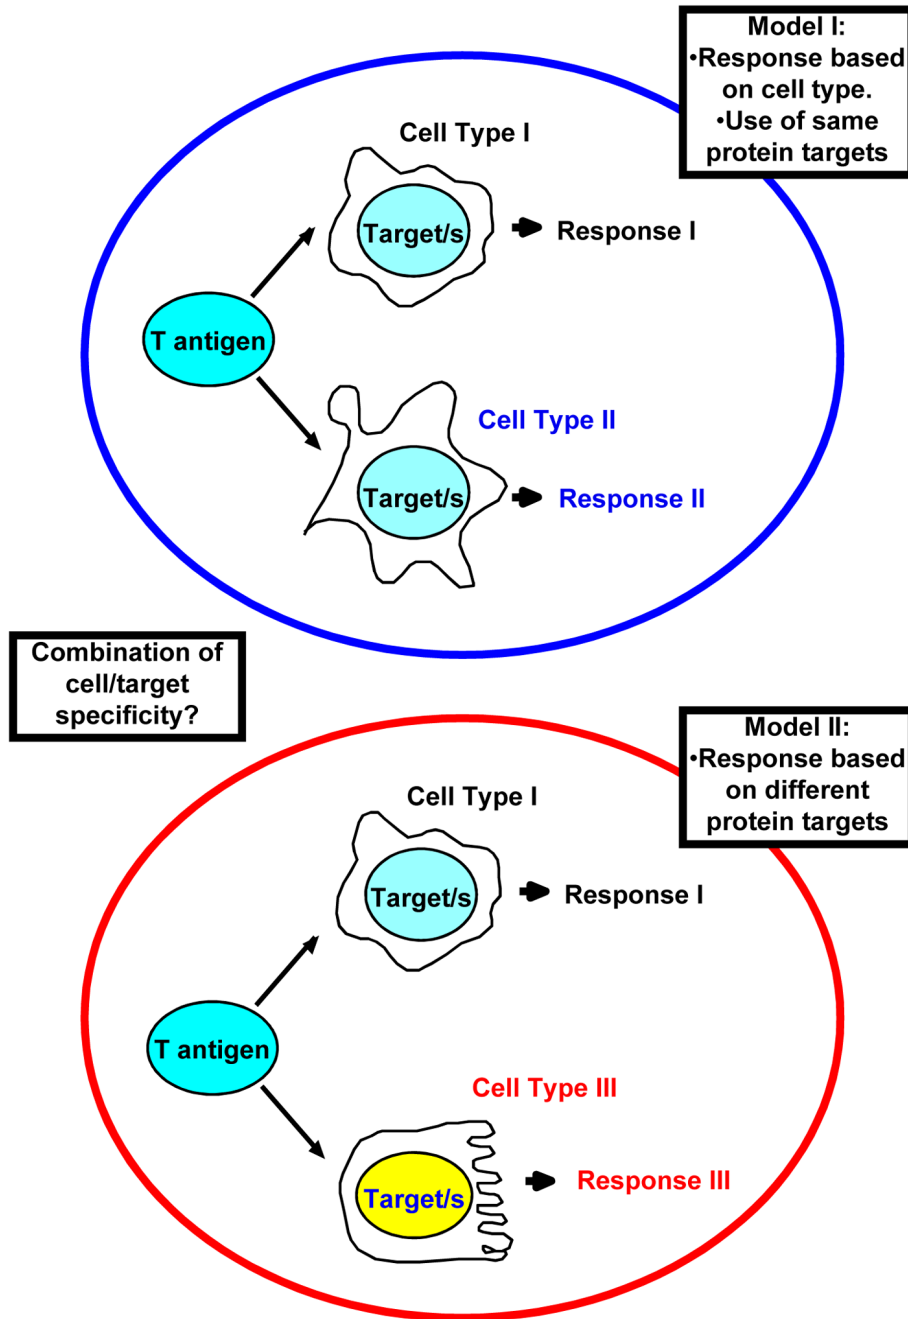 Model I:
•Response based
on cell type.
•Use of same
protein targets
Cell Type I
Target/s
Response I
T antigen
Cell Type II
Target/s
Response II
Combination of
cell/target
specificity?
Model II:
•Response based
on different
protein targets
Cell Type I
Target/s
Response I
T antigen
Cell Type III
Target/s
Response III